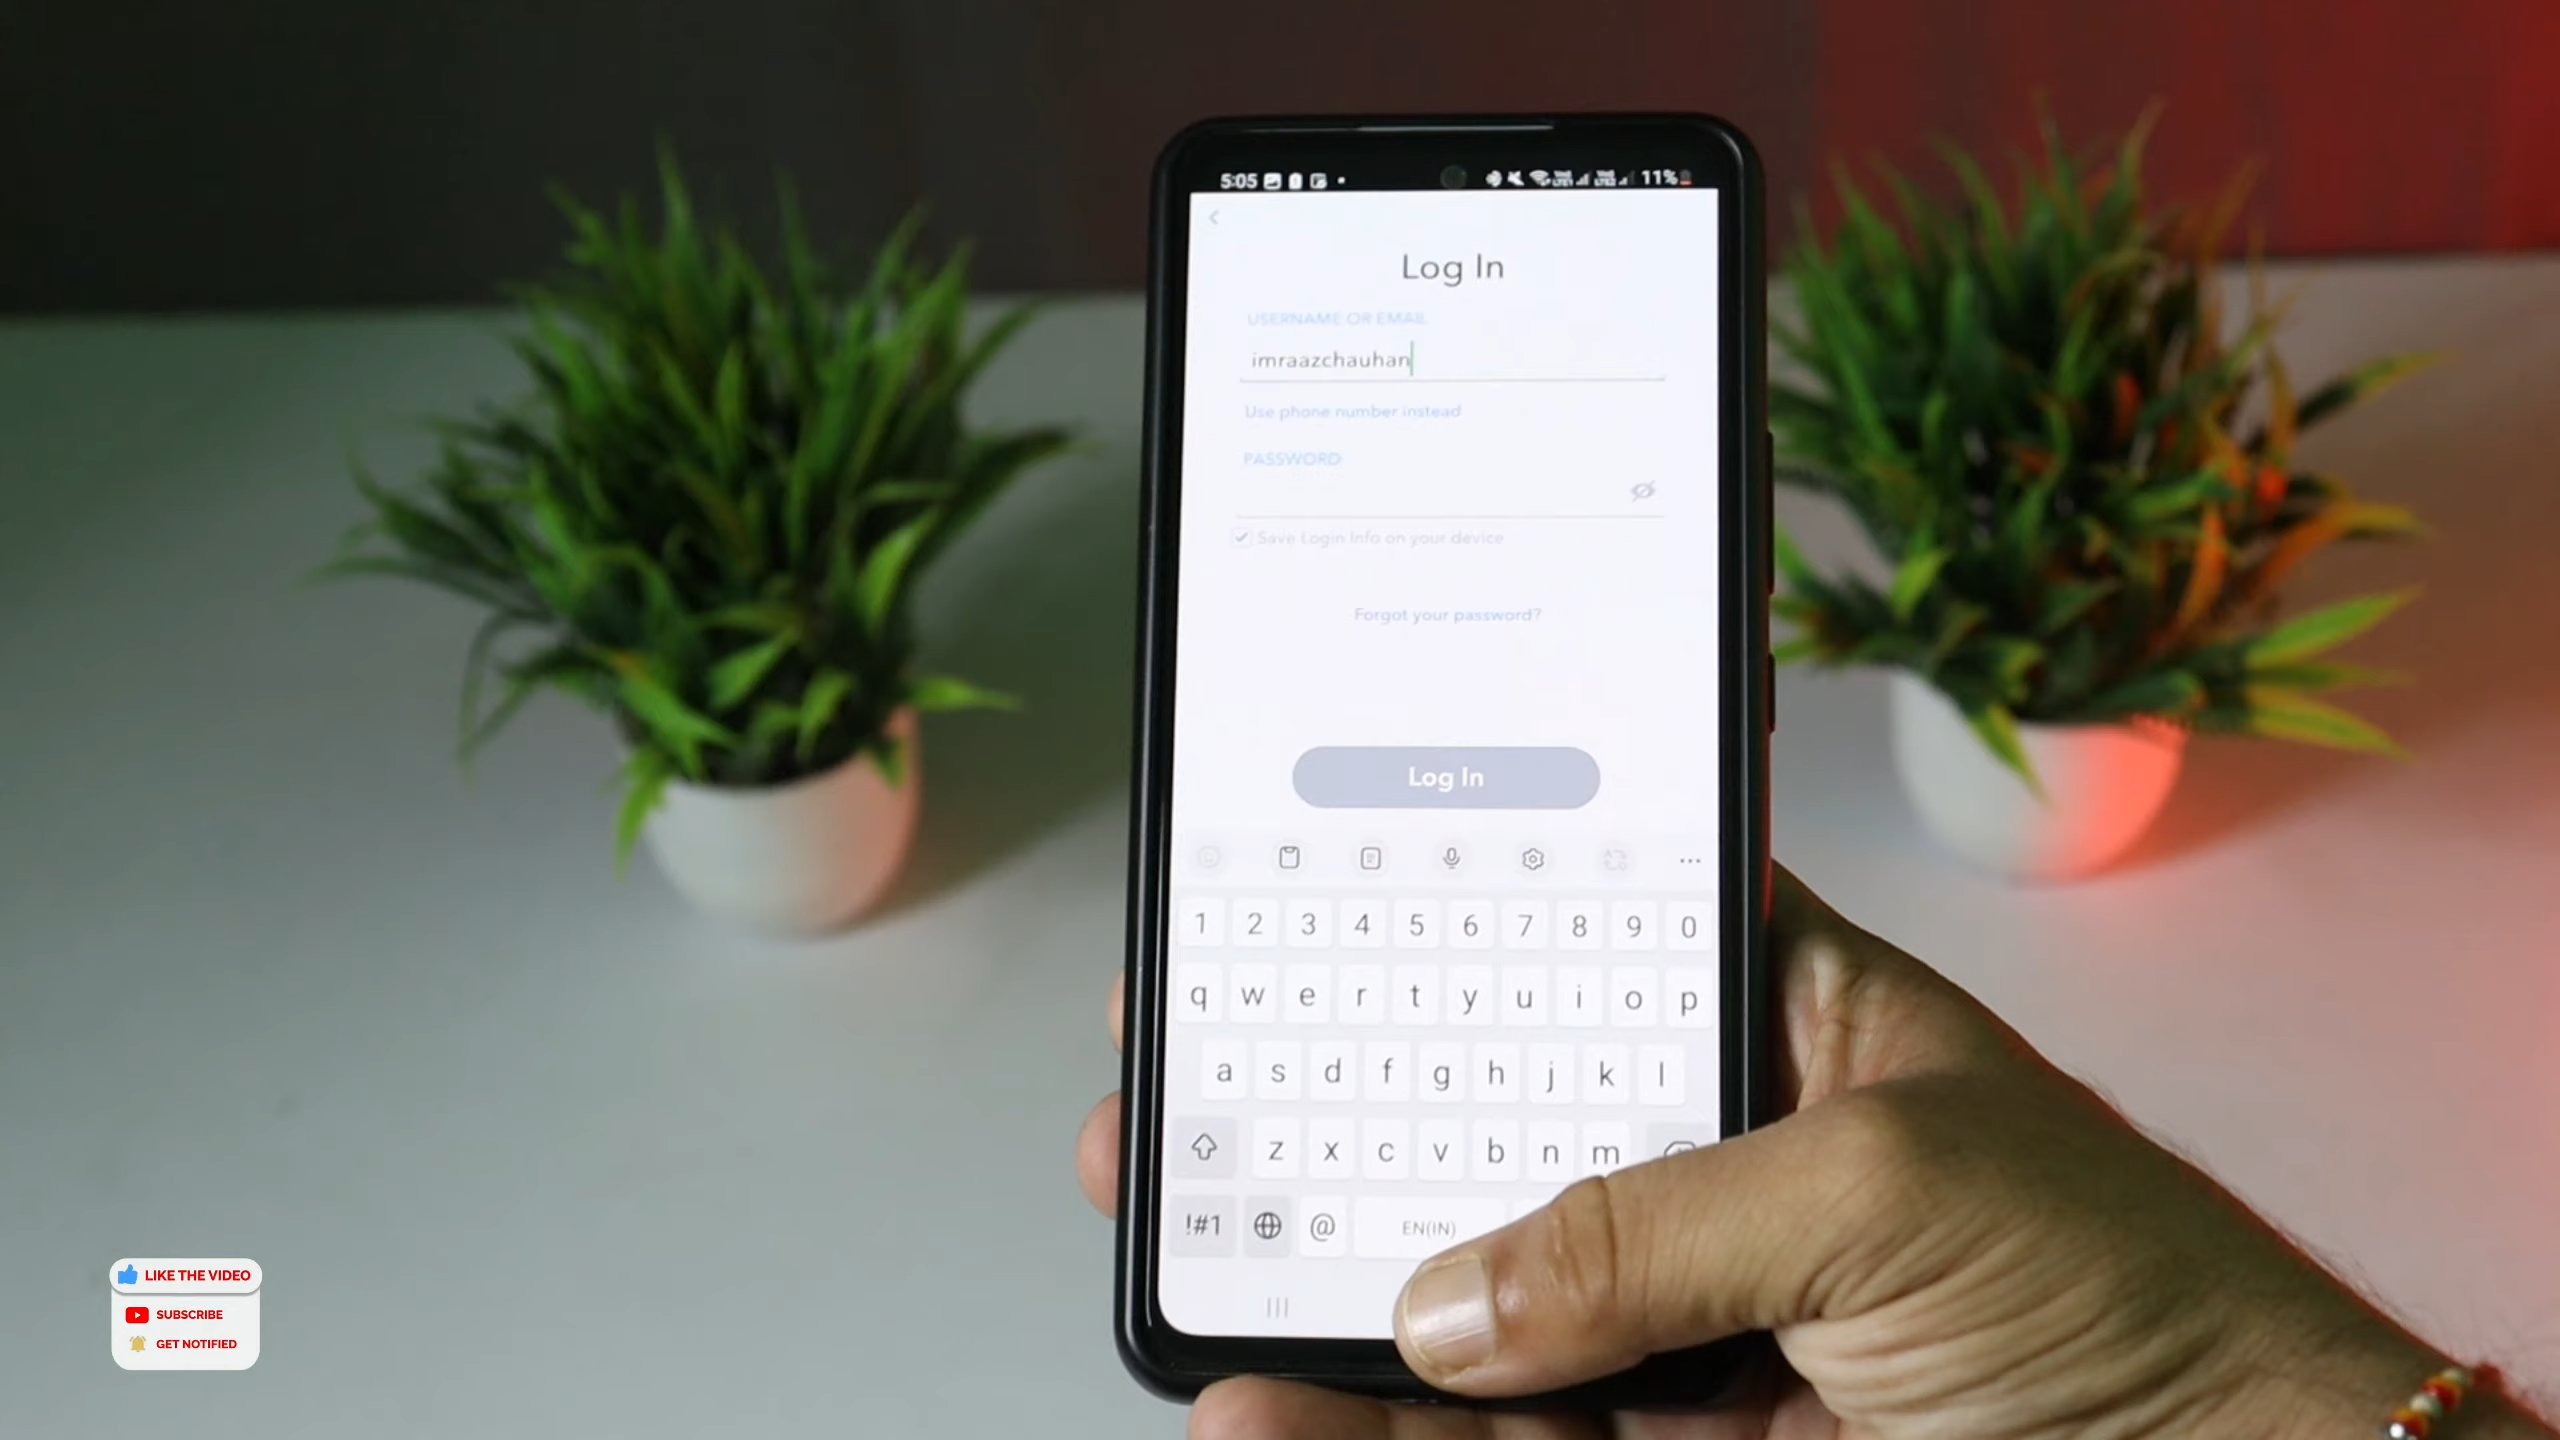 5:05 11%
Log In
USERNAME OR EMAIL
imraazchauhan
Use phone number instead
PASSWORD
Save Login Info on your device
Forgot your password?
Log In
1 2 3 4 5 6 7 8 9 0
q w e r t y u i o p
a s d f g h j k l
z x c v b n m
!#1 @ EN(IN)
LIKE THE VIDEO
SUBSCRIBE
GET NOTIFIED